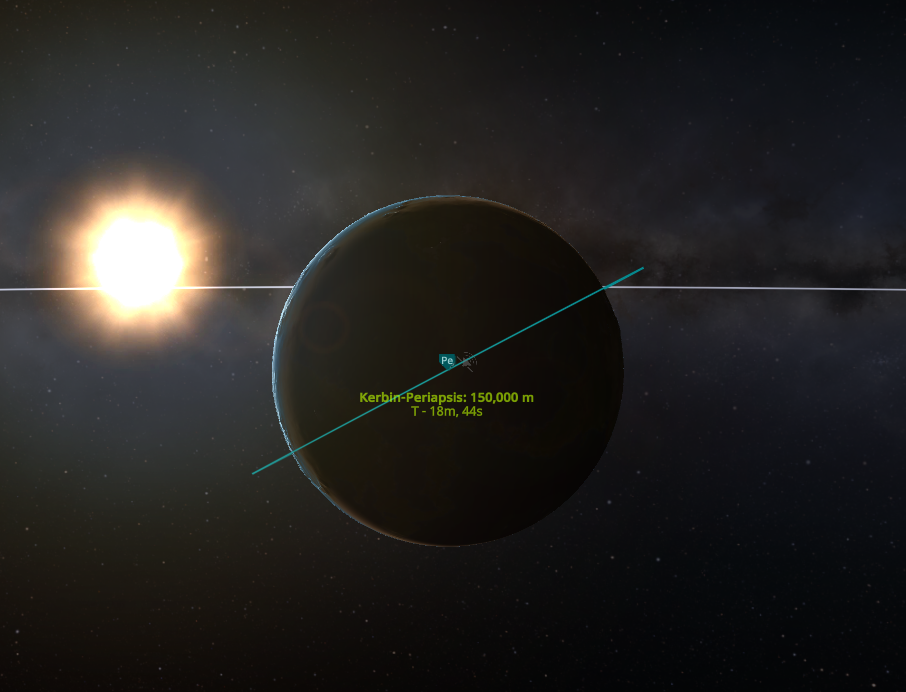 Pe
Kerbin-Periapsis: 150,000 m
T - 18m, 44s